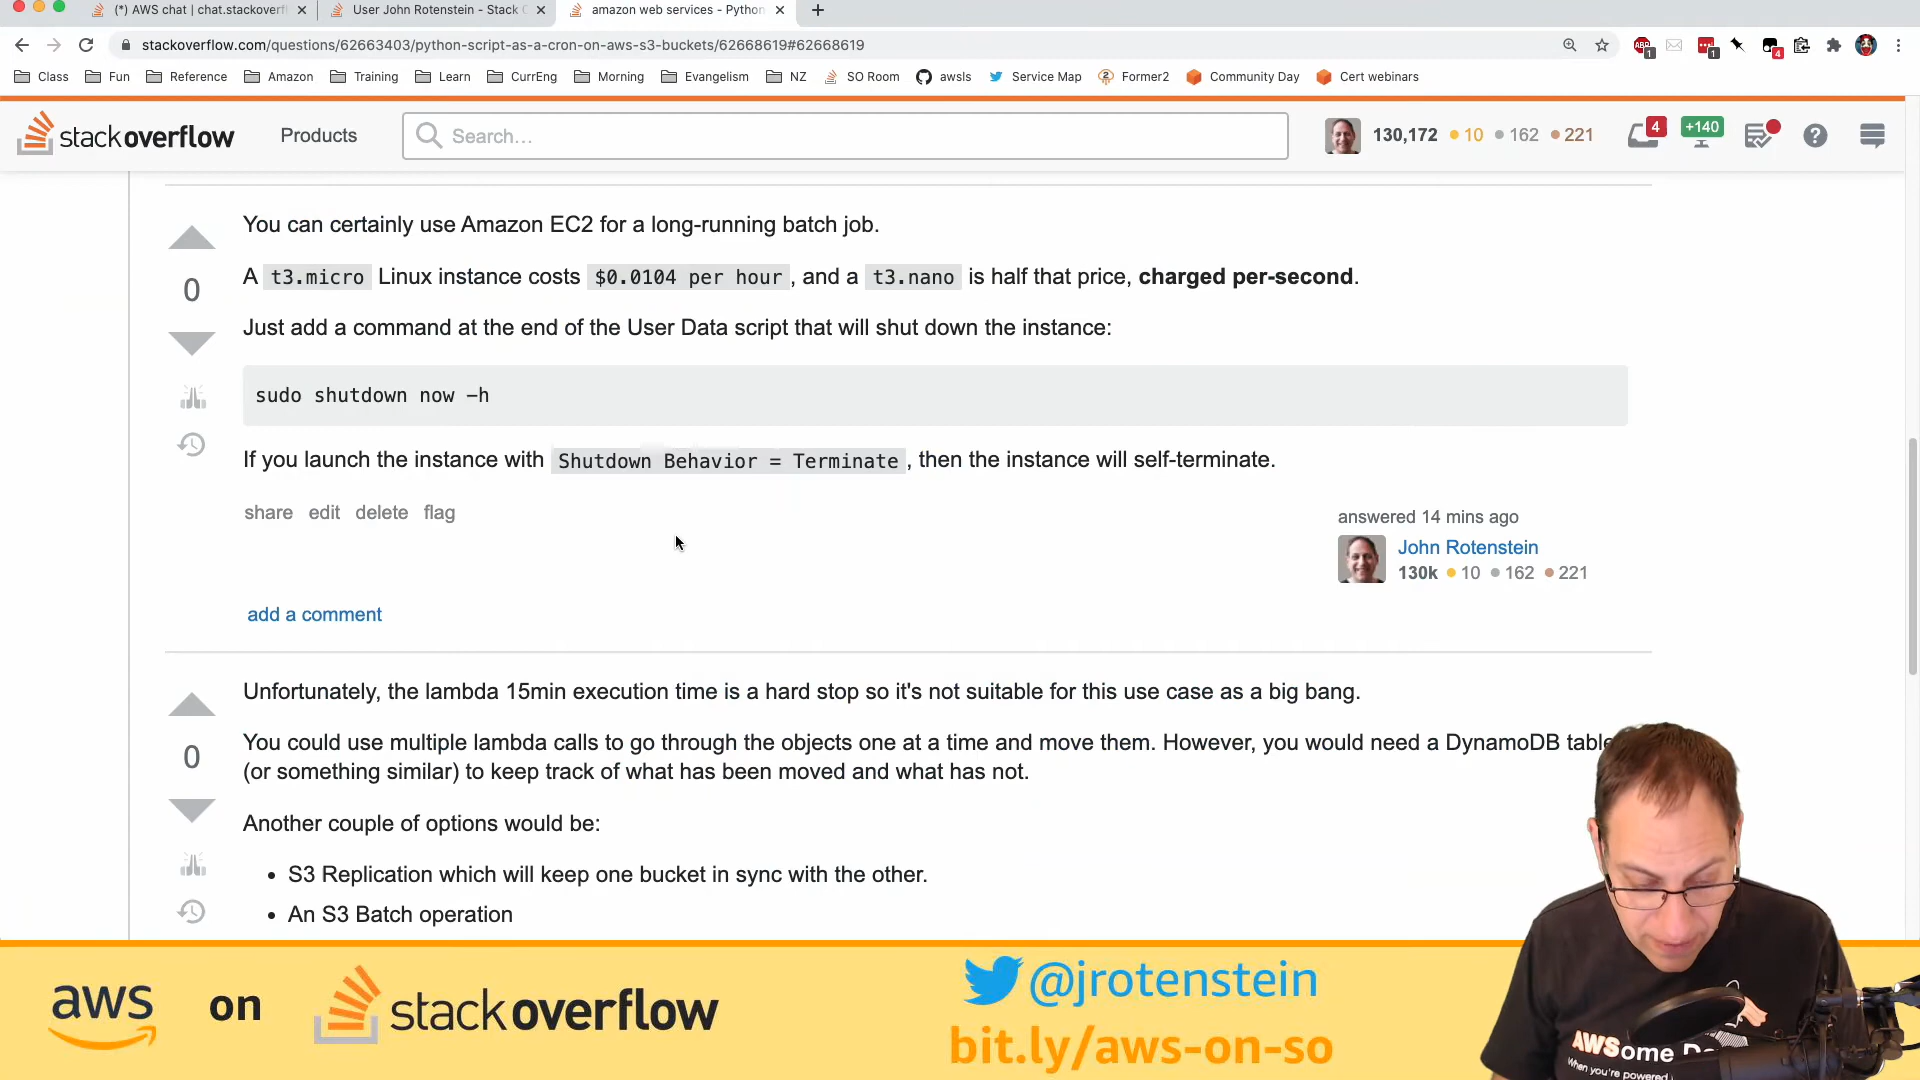 (*) AWS chat | chat.stackoverf
User John Rotenstein - Stack
amazon web services - Python
stackoverflow.com/questions/62663403/python-script-as-a-cron-on-aws-s3-buckets/62668619#62668619
ABP 1 1 4
Class Fun Reference Amazon Training Learn CurrEng Morning Evangelism NZ SO Room awsls Service Map Former2 Community Day Cert webinars
stackoverflow Products Search... 130,172 10 162 221 4 +140
You can certainly use Amazon EC2 for a long-running batch job.
0
A t3.micro Linux instance costs $0.0104 per hour, and a t3.nano is half that price, charged per-second.
Just add a command at the end of the User Data script that will shut down the instance:
sudo shutdown now -h
If you launch the instance with Shutdown Behavior = Terminate, then the instance will self-terminate.
share edit delete flag
answered 14 mins ago
John Rotenstein
130k 10 162 221
add a comment
Unfortunately, the lambda 15min execution time is a hard stop so it's not suitable for this use case as a big bang.
0
You could use multiple lambda calls to go through the objects one at a time and move them. However, you would need a DynamoDB table
(or something similar) to keep track of what has been moved and what has not.
Another couple of options would be:
• S3 Replication which will keep one bucket in sync with the other.
• An S3 Batch operation
aws on stackoverflow
@jrotenstein
bit.ly/aws-on-so
AWSome Da
When you're powered